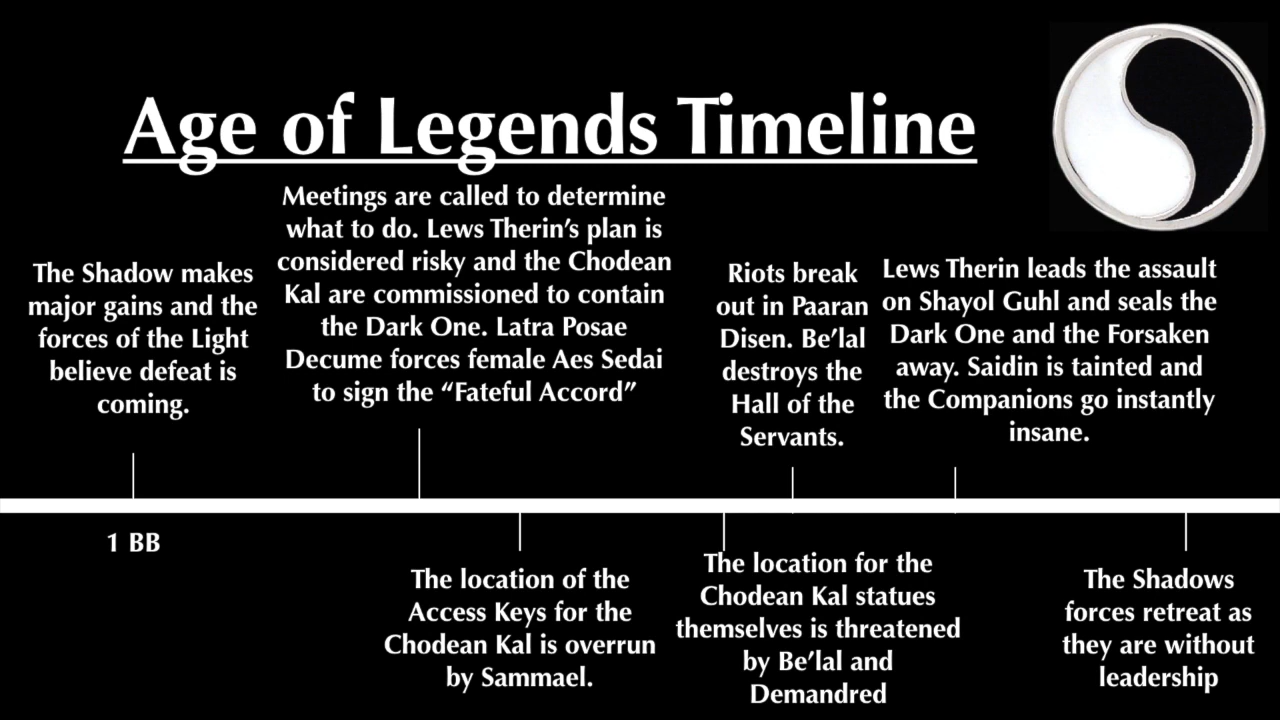 Age of Legends Timeline
The Shadow makes
major gains and the
forces of the Light
believe defeat is
coming.
Meetings are called to determine
what to do. Lews Therin’s plan is
considered risky and the Chodean
Kal are commissioned to contain
the Dark One. Latra Posae
Decume forces female Aes Sedai
to sign the “Fateful Accord”
Riots break
out in Paaran
Disen. Be’lal
destroys the
Hall of the
Servants.
Lews Therin leads the assault
on Shayol Guhl and seals the
Dark One and the Forsaken
away. Saidin is tainted and
the Companions go instantly
insane.
1 BB
The location of the
Access Keys for the
Chodean Kal is overrun
by Sammael.
The location for the
Chodean Kal statues
themselves is threatened
by Be’lal and
Demandred
The Shadows
forces retreat as
they are without
leadership